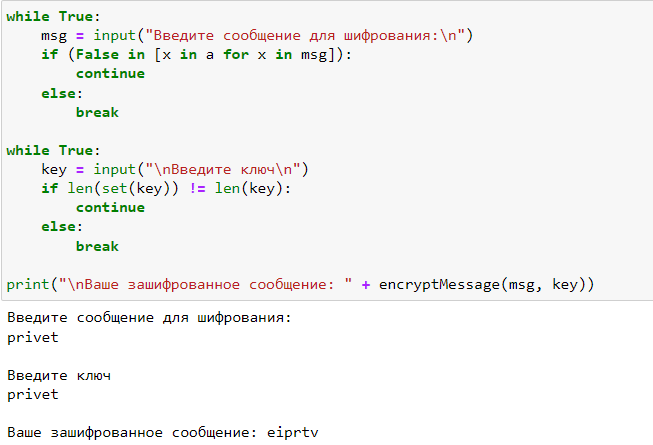 while True:
    msg = input("Введите сообщение для шифрования:\n")
    if (False in [x in a for x in msg]):
        continue
    else:
        break

while True:
    key = input("\nВведите ключ\n")
    if len(set(key)) != len(key):
        continue
    else:
        break

print("\nВаше зашифрованное сообщение: " + encryptMessage(msg, key))
Введите сообщение для шифрования:
privet

Введите ключ
privet

Ваше зашифрованное сообщение: eiprtv